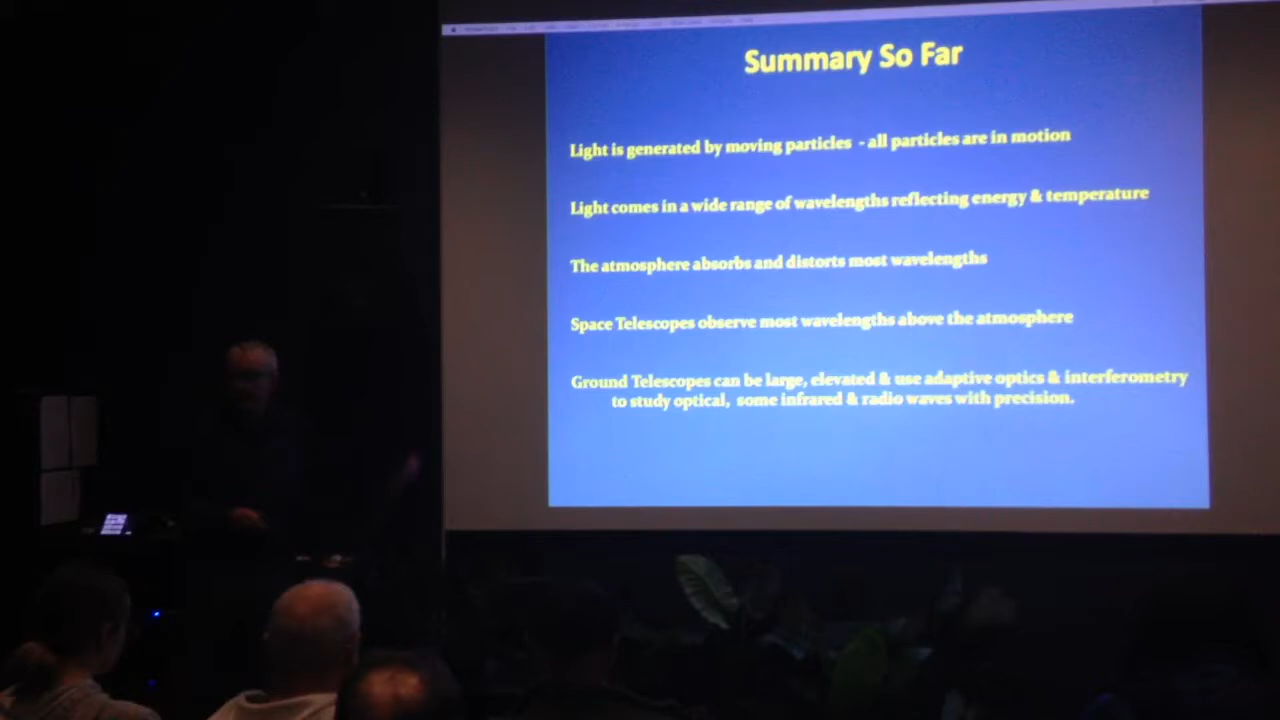 Summary So Far
Light is generated by moving particles - all particles are in motion
Light comes in a wide range of wavelengths reflecting energy & temperature
The atmosphere absorbs and distorts most wavelengths
Space Telescopes observe most wavelengths above the atmosphere
Ground Telescopes can be large, elevated & use adaptive optics & interferometry
to study optical, some infrared & radio waves with precision.